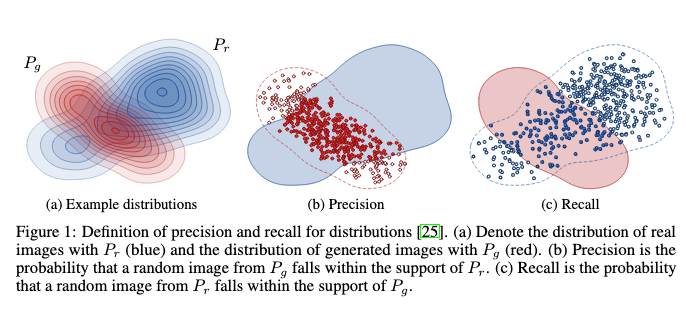 P_g
P_r
(a) Example distributions
(b) Precision
(c) Recall
Figure 1: Definition of precision and recall for distributions [25]. (a) Denote the distribution of real
images with P_r (blue) and the distribution of generated images with P_g (red). (b) Precision is the
probability that a random image from P_g falls within the support of P_r. (c) Recall is the probability
that a random image from P_r falls within the support of P_g.